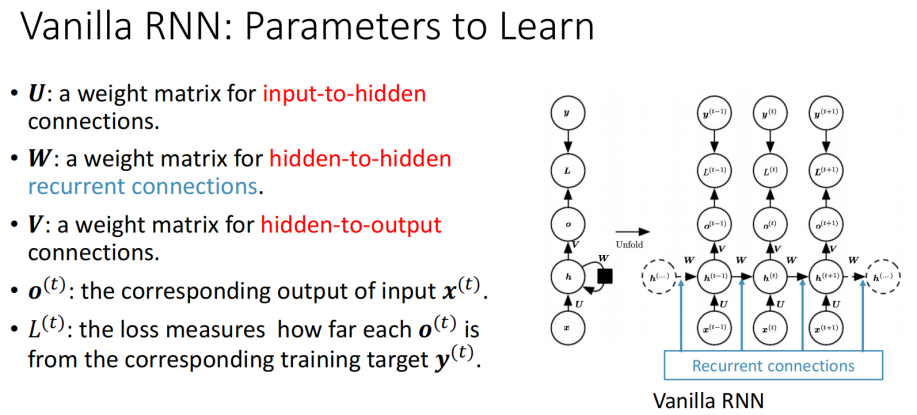 Vanilla RNN: Parameters to Learn
• U: a weight matrix for input-to-hidden
connections.
• W: a weight matrix for hidden-to-hidden
recurrent connections.
• V: a weight matrix for hidden-to-output
connections.
• o^(t): the corresponding output of input x^(t).
• L^(t): the loss measures how far each o^(t) is
from the corresponding training target y^(t).
y
L
o
V
W
h
U
x
Unfold
y^(t−1) y^(t) y^(t+1)
L^(t−1) L^(t) L^(t+1)
o^(t−1) o^(t) o^(t+1)
V V V
W W W W
h^(...) h^(t−1) h^(t) h^(t+1) h^(...)
U U U
x^(t−1) x^(t) x^(t+1)
Recurrent connections
Vanilla RNN